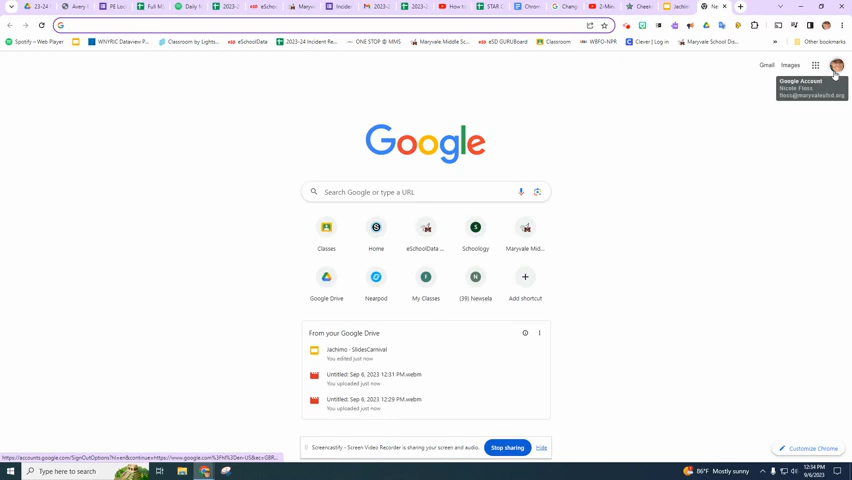 23-24
Avery
PE Le
Full M
Daily
2023-
eScho
Maryv
Incide
2023
2023-
How t
STAR
Chron
Chang
2-Min
Cheek
Jachim
Ne
Spotify – Web Player
WNYRIC Dataview P...
Classroom by Lights...
eSchoolData
2023-24 Incident Re...
ONE STOP @ MMS
Maryvale Middle Sc...
eSD GURUBoard
Classroom
WBFO-NPR
Clever | Log in
Maryvale School Dis...
Other bookmarks
Gmail Images
Google Account
Nicole Floss
Google
Search Google or type a URL
Classes
Home
eSchoolData ...
Schoology
Maryvale Mid...
Google Drive
Nearpod
My Classes
(39) Newsela
Add shortcut
From your Google Drive
Jachimo · SlidesCarnival
You edited just now
Untitled: Sep 6, 2023 12:31 PM.webm
You uploaded just now
Untitled: Sep 6, 2023 12:29 PM.webm
You uploaded just now
Screencastify - Screen Video Recorder is sharing your screen and audio.
Stop sharing
Hide
Customize Chrome
Type here to search
86°F Mostly sunny
12:34 PM
9/6/2023